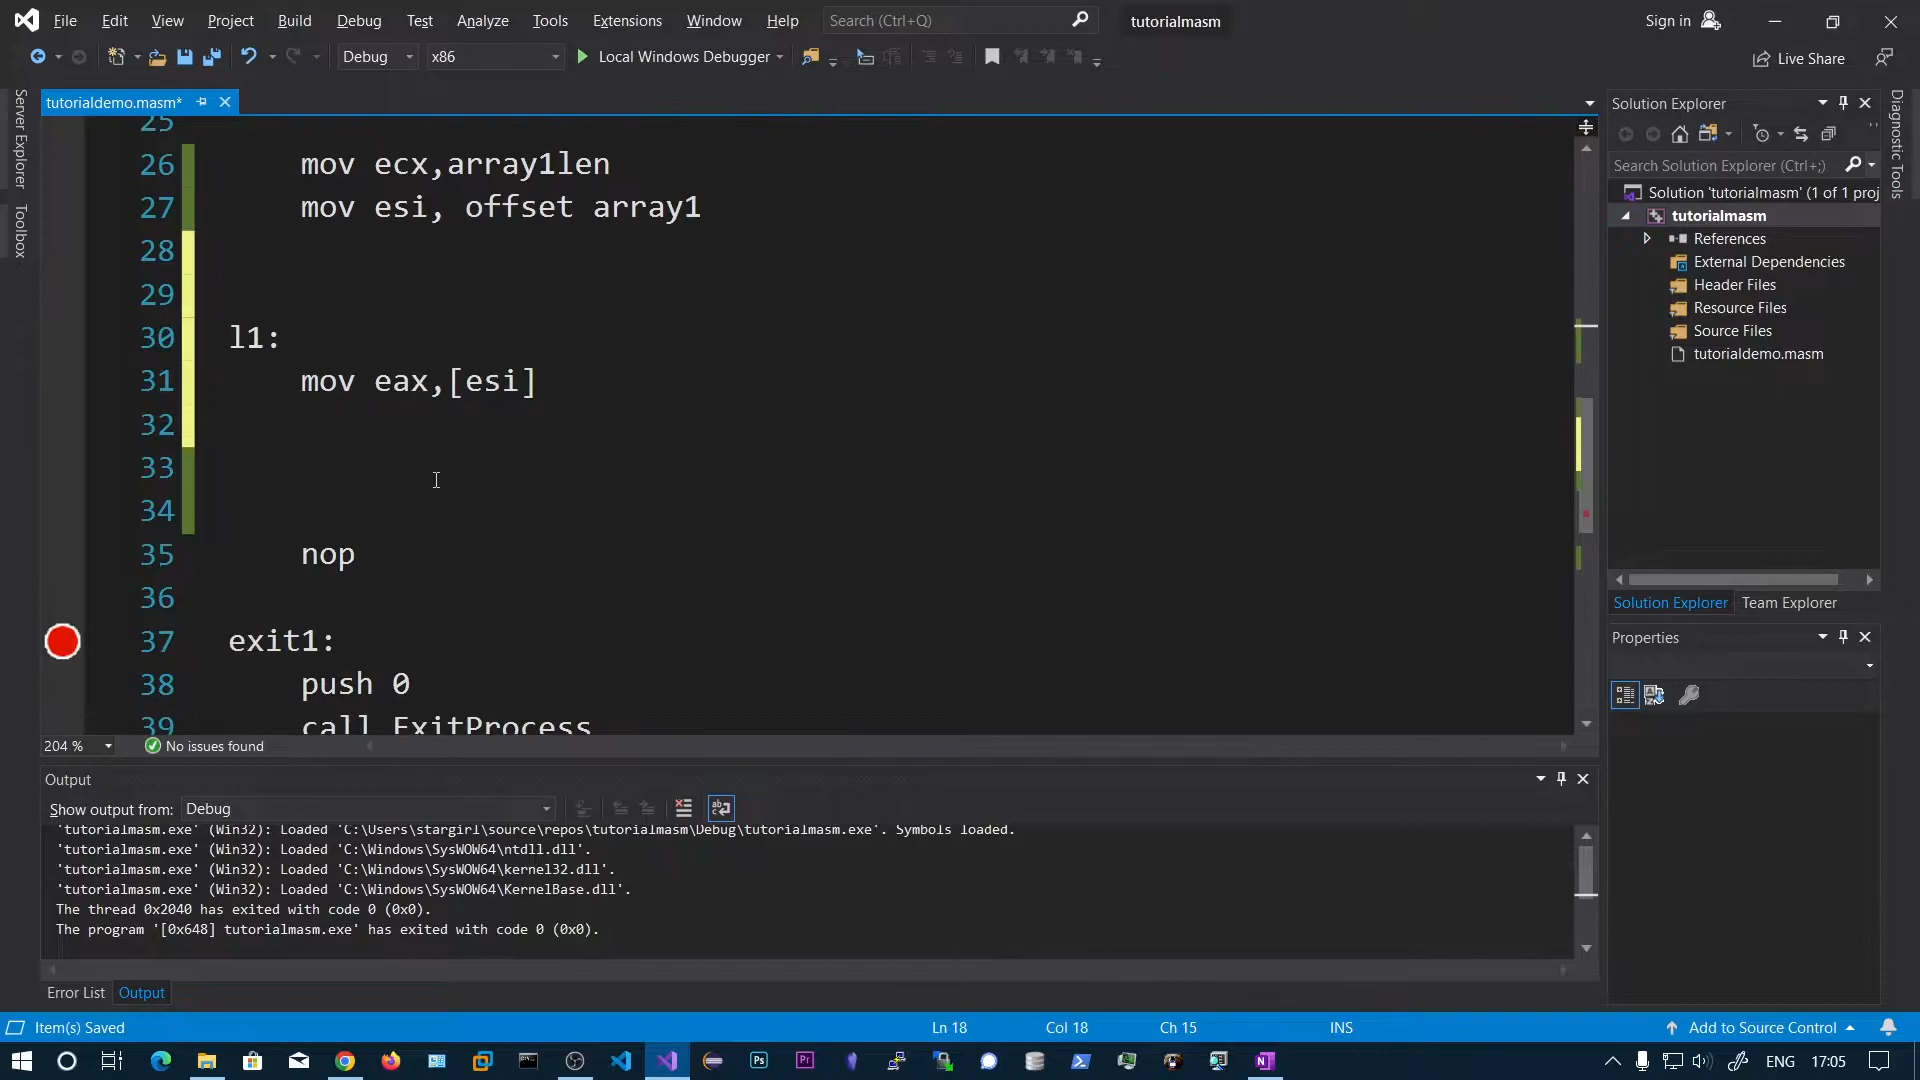 File Edit View Project Build Debug Test Analyze Tools Extensions Window Help Search (Ctrl+Q) tutorialmasm Sign in
Debug x86 Local Windows Debugger Live Share
Server Explorer
Toolbox
tutorialdemo.masm*
25
26 mov ecx,array1len
27 mov esi, offset array1
28
29
30 l1:
31 mov eax,[esi]
32
33
34
35 nop
36
37 exit1:
38 push 0
39 call ExitProcess
204 % No issues found
Output
Show output from: Debug
'tutorialmasm.exe' (Win32): Loaded 'C:\Users\stargirl\source\repos\tutorialmasm\Debug\tutorialmasm.exe'. Symbols loaded.
'tutorialmasm.exe' (Win32): Loaded 'C:\Windows\SysWOW64\ntdll.dll'.
'tutorialmasm.exe' (Win32): Loaded 'C:\Windows\SysWOW64\kernel32.dll'.
'tutorialmasm.exe' (Win32): Loaded 'C:\Windows\SysWOW64\KernelBase.dll'.
The thread 0x2040 has exited with code 0 (0x0).
The program '[0x648] tutorialmasm.exe' has exited with code 0 (0x0).
Error List Output
Solution Explorer
Search Solution Explorer (Ctrl+;)
Solution 'tutorialmasm' (1 of 1 proj
tutorialmasm
References
External Dependencies
Header Files
Resource Files
Source Files
tutorialdemo.masm
Solution Explorer Team Explorer
Properties
Diagnostic Tools
Item(s) Saved Ln 18 Col 18 Ch 15 INS Add to Source Control
ENG 17:05